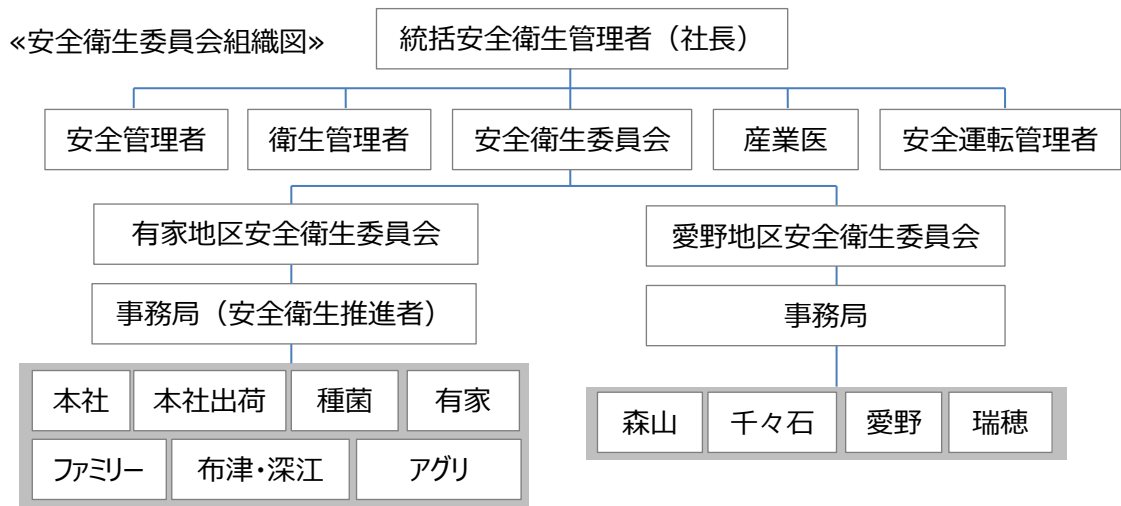 ≪安全衛生委員会組織図≫
統括安全衛生管理者（社長）
安全管理者
衛生管理者
安全衛生委員会
産業医
安全運転管理者
有家地区安全衛生委員会
愛野地区安全衛生委員会
事務局（安全衛生推進者）
事務局
本社
本社出荷
種菌
有家
ファミリー
布津・深江
アグリ
森山
千々石
愛野
瑞穂